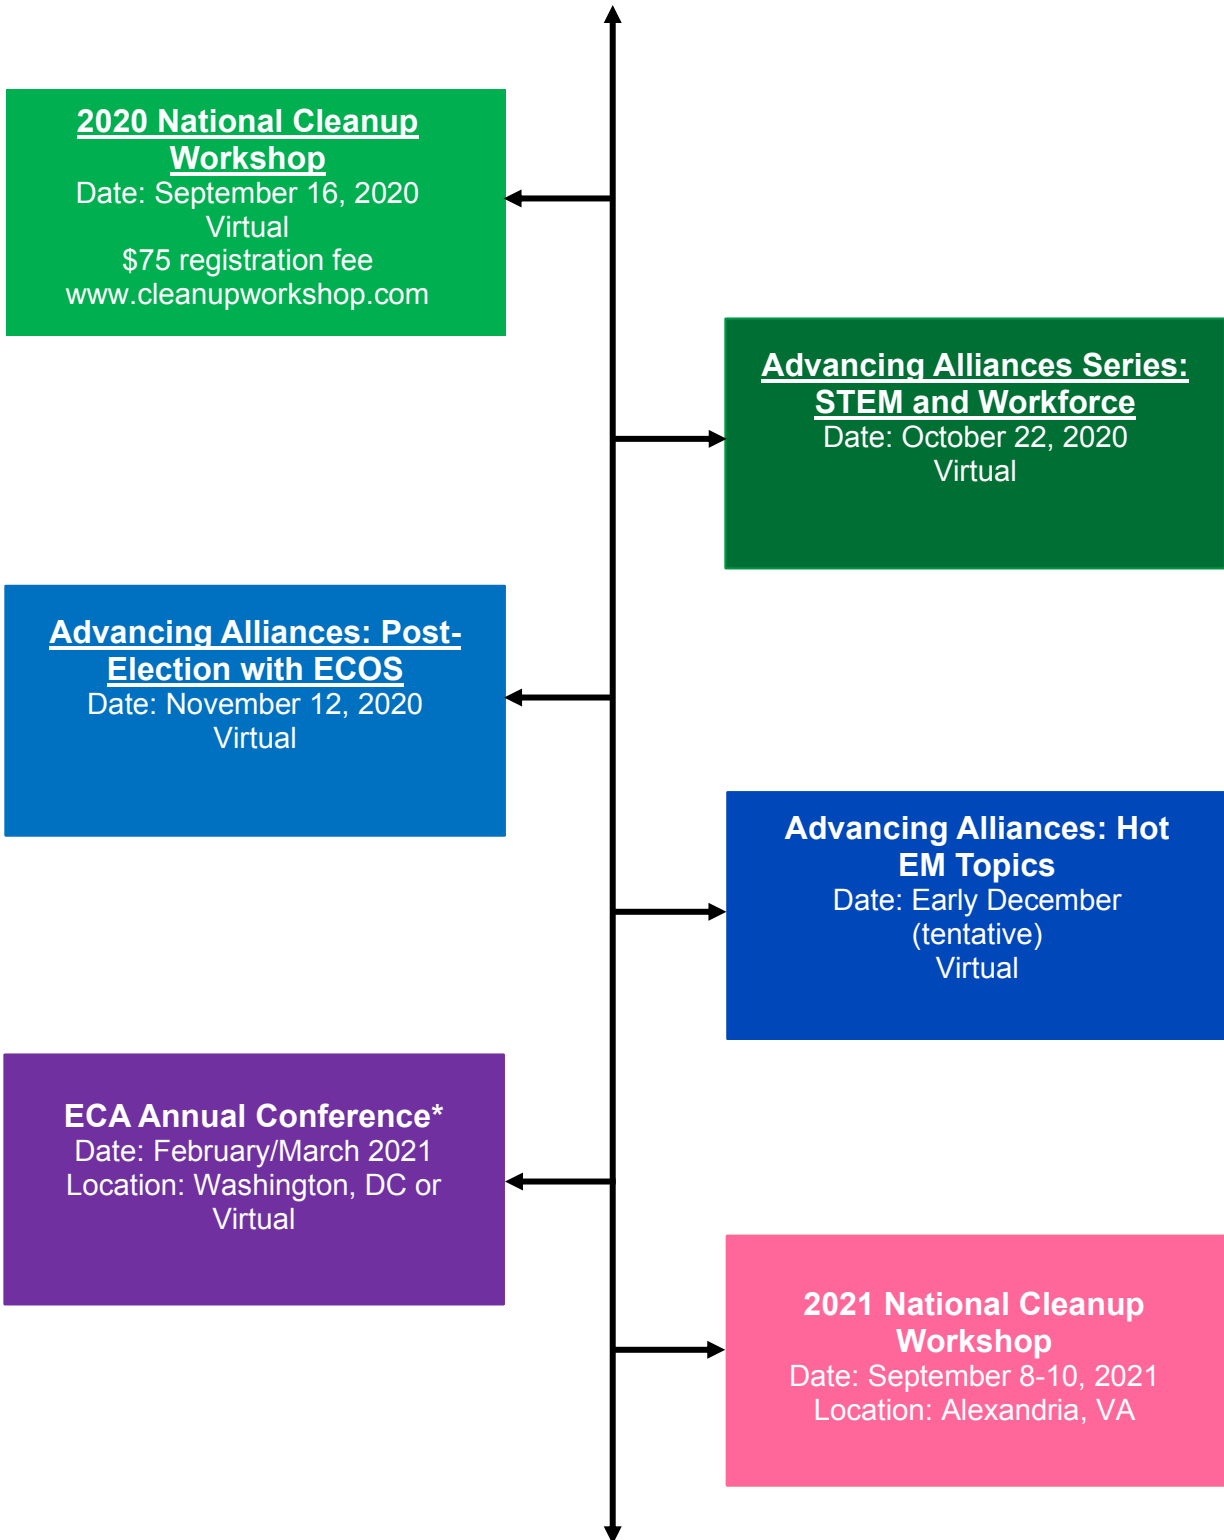 2020 National Cleanup
Workshop
Date: September 16, 2020
Virtual
$75 registration fee
www.cleanupworkshop.com
Advancing Alliances Series:
STEM and Workforce
Date: October 22, 2020
Virtual
Advancing Alliances: Post-
Election with ECOS
Date: November 12, 2020
Virtual
Advancing Alliances: Hot
EM Topics
Date: Early December
(tentative)
Virtual
ECA Annual Conference*
Date: February/March 2021
Location: Washington, DC or
Virtual
2021 National Cleanup
Workshop
Date: September 8-10, 2021
Location: Alexandria, VA